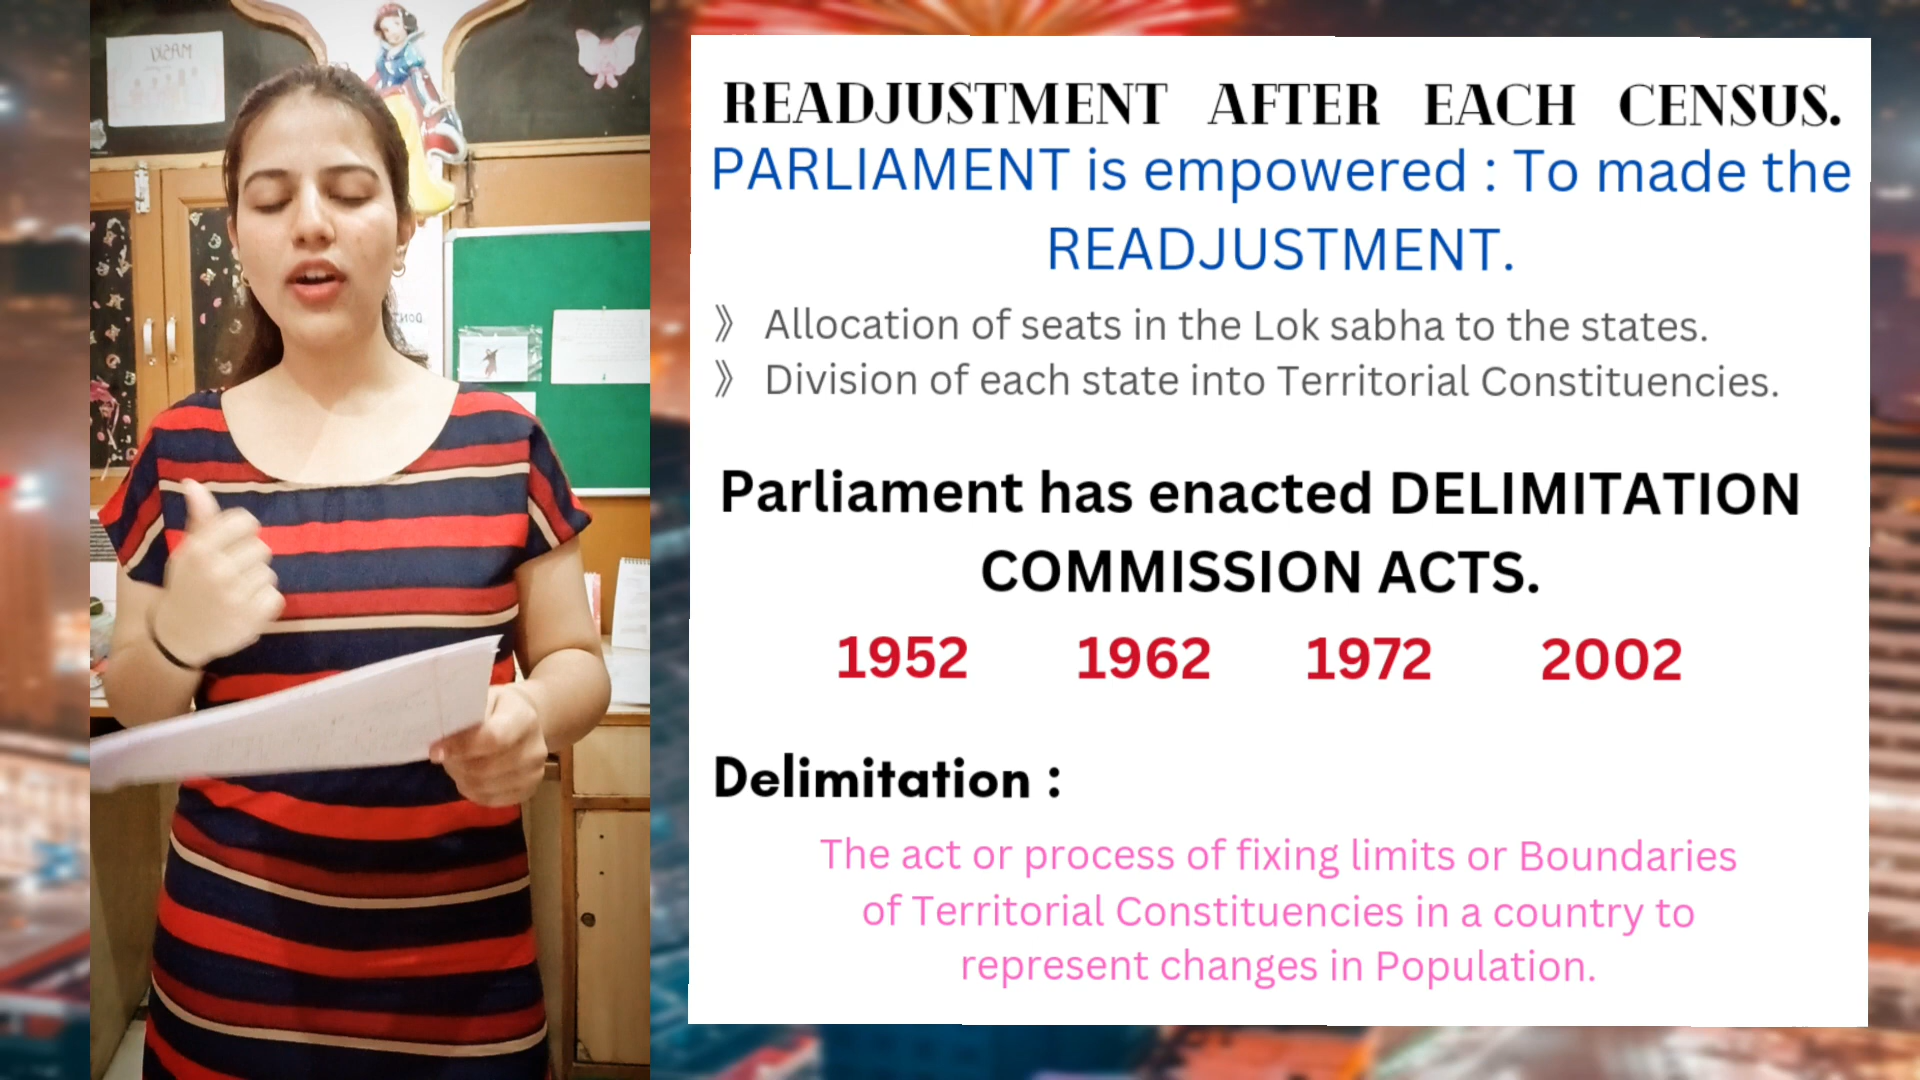 READJUSTMENT AFTER EACH CENSUS.
PARLIAMENT is empowered : To made the
READJUSTMENT.
》 Allocation of seats in the Lok sabha to the states.
》 Division of each state into Territorial Constituencies.
Parliament has enacted DELIMITATION
COMMISSION ACTS.
1952 1962 1972 2002
Delimitation :
The act or process of fixing limits or Boundaries
of Territorial Constituencies in a country to
represent changes in Population.